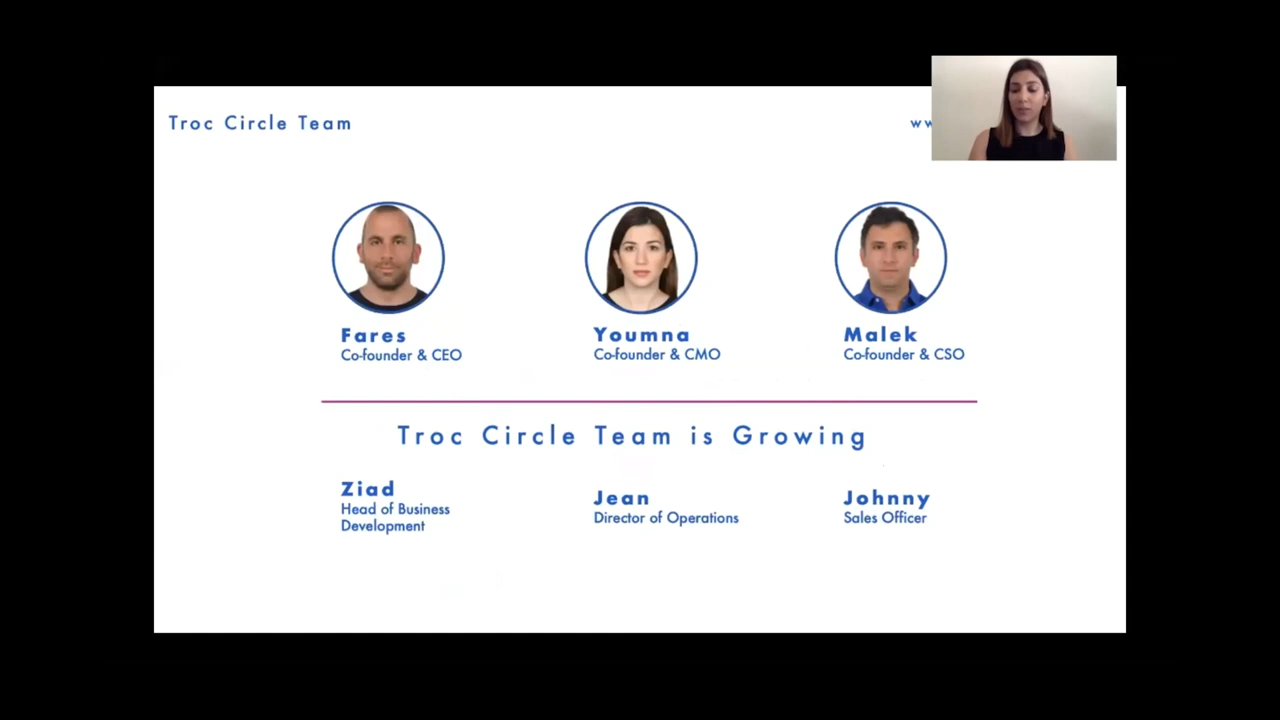 Troc Circle Team
Fares
Co-founder & CEO
Youmna
Co-founder & CMO
Malek
Co-founder & CSO
Troc Circle Team is Growing
Ziad
Head of Business
Development
Jean
Director of Operations
Johnny
Sales Officer